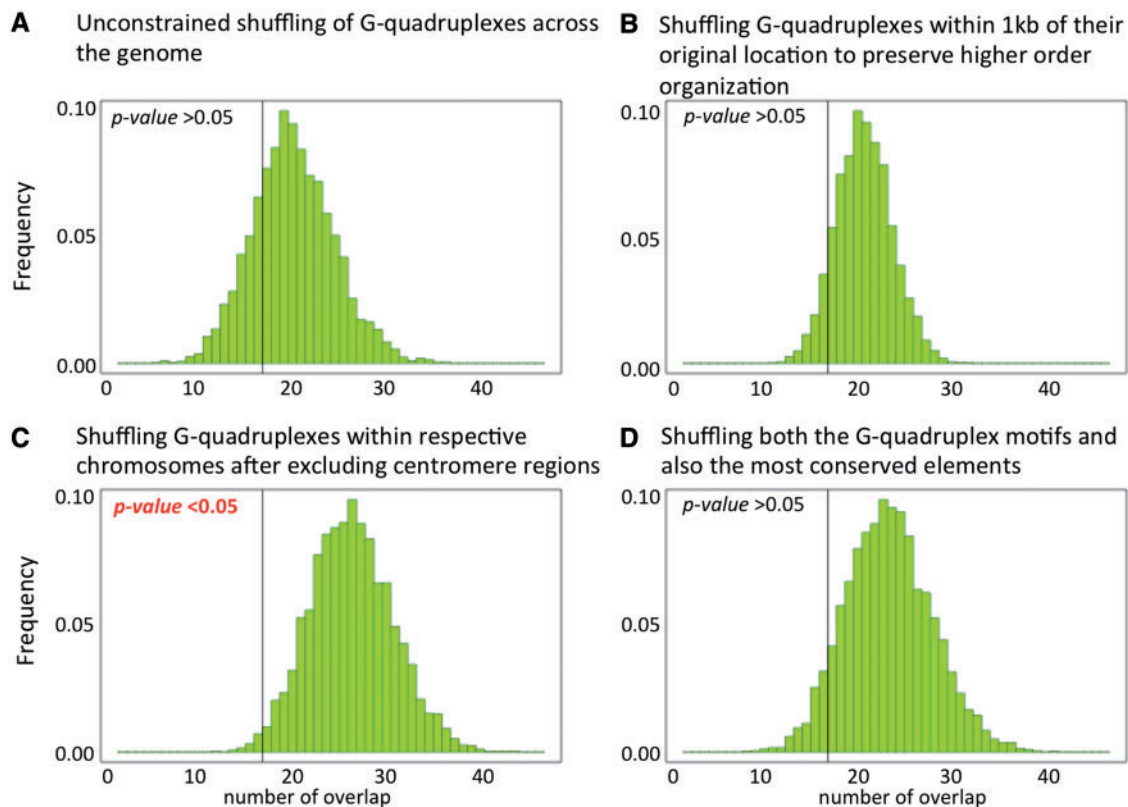 A Unconstrained shuffling of G-quadruplexes across
the genome
p-value >0.05
Frequency
0.10
0.05
0.00
0 10 20 30 40
B Shuffling G-quadruplexes within 1kb of their
original location to preserve higher order
organization
p-value >0.05
0.10
0.05
0.00
0 10 20 30 40
C Shuffling G-quadruplexes within respective
chromosomes after excluding centromere regions
p-value <0.05
Frequency
0.10
0.05
0.00
0 10 20 30 40
number of overlap
D Shuffling both the G-quadruplex motifs and
also the most conserved elements
p-value >0.05
0.10
0.05
0.00
0 10 20 30 40
number of overlap